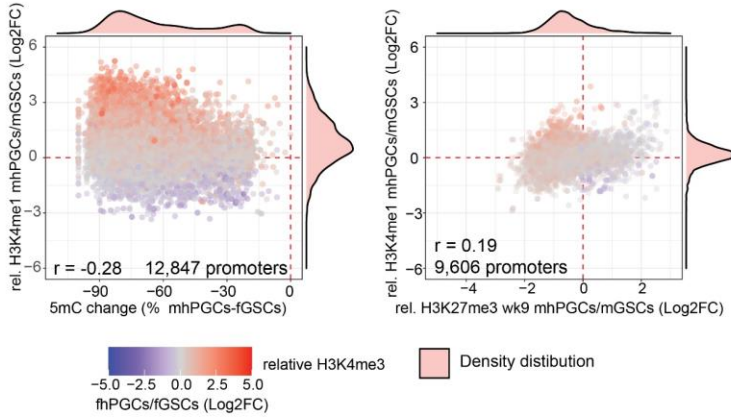 rel. H3K4me1 mhPGCs/mGSCs (Log2FC)
6
3
0
−3
−6
r = -0.28 12,847 promoters
−90 −60 −30 0
5mC change (% mhPGCs-fGSCs)
rel. H3K4me1 mhPGCs/mGSCs (Log2FC)
6
3
0
−3
−6
r = 0.19
9,606 promoters
−4 −2 0 2 4
rel. H3K27me3 wk9 mhPGCs/mGSCs (Log2FC)
relative H3K4me3
−5.0 −2.5 0.0 2.5 5.0
fhPGCs/fGSCs (Log2FC)
Density distibution